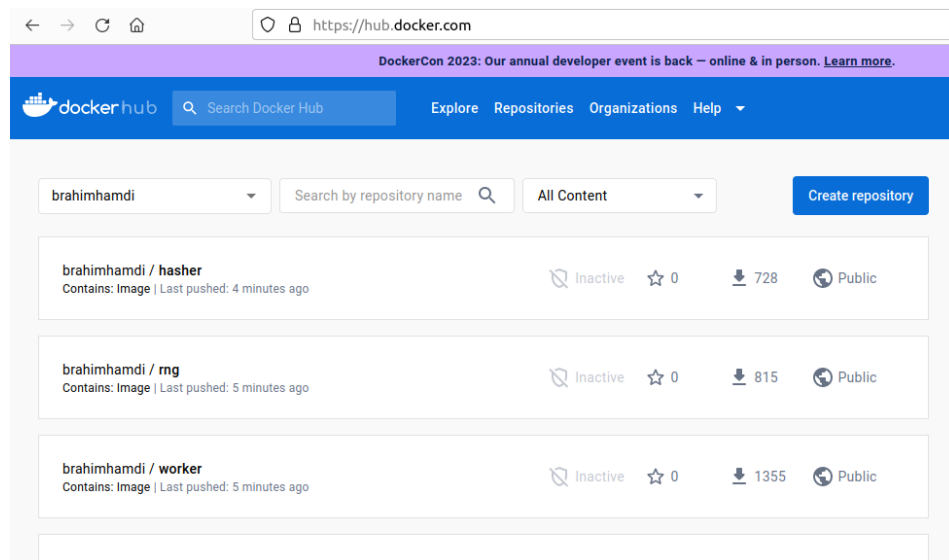 https://hub.docker.com
DockerCon 2023: Our annual developer event is back — online & in person. Learn more.
dockerhub Search Docker Hub Explore Repositories Organizations Help
brahimhamdi Search by repository name All Content Create repository
brahimhamdi / hasher
Contains: Image | Last pushed: 4 minutes ago
Inactive 0 728 Public
brahimhamdi / rng
Contains: Image | Last pushed: 5 minutes ago
Inactive 0 815 Public
brahimhamdi / worker
Contains: Image | Last pushed: 5 minutes ago
Inactive 0 1355 Public